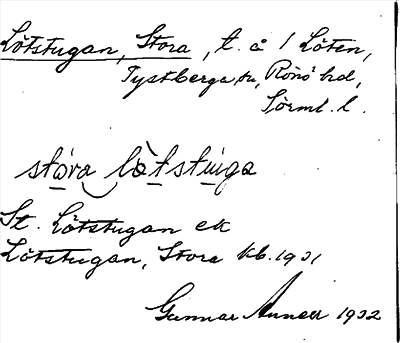 Lötstugan, Stora, t. å 1 Löten,
Tystberga sn, Rönö hd,
Sörml. l.
stora lötstuga
St. Lötstugan ek
Lötstugan, Stora kb. 1931
Gunnar Annell 1932